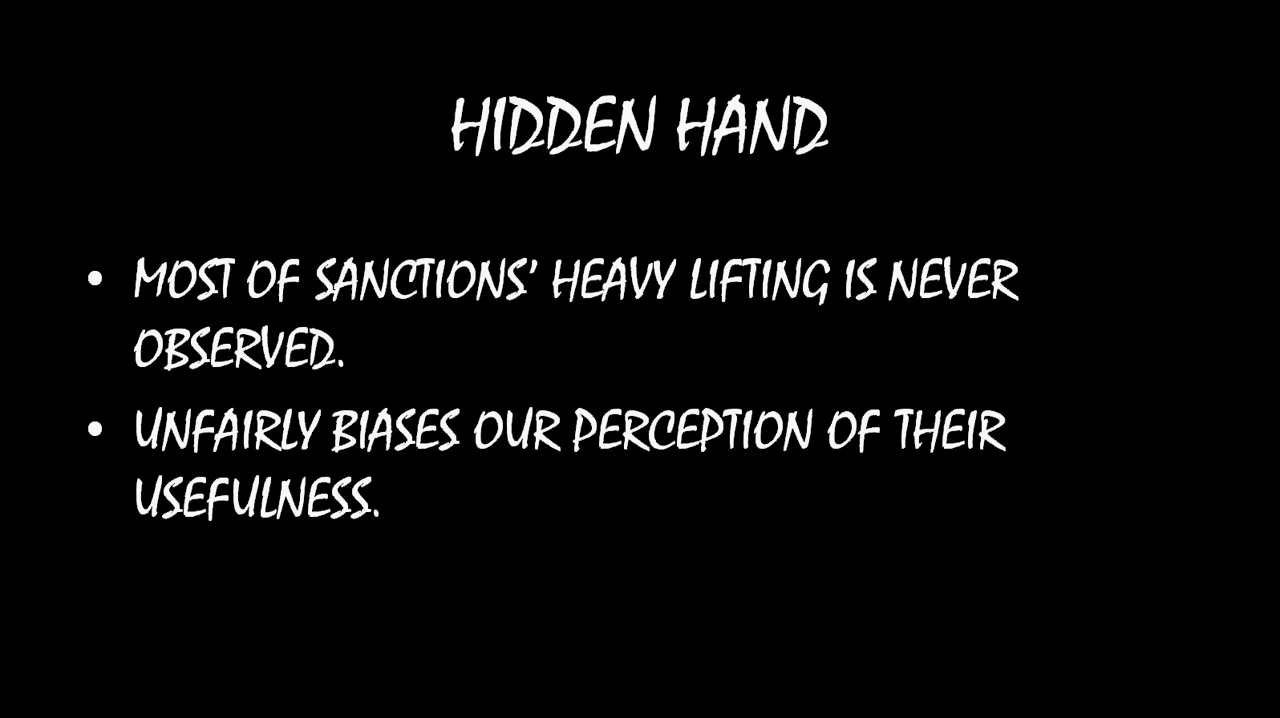 HIDDEN HAND
• MOST OF SANCTIONS' HEAVY LIFTING IS NEVER
OBSERVED.
• UNFAIRLY BIASES OUR PERCEPTION OF THEIR
USEFULNESS.